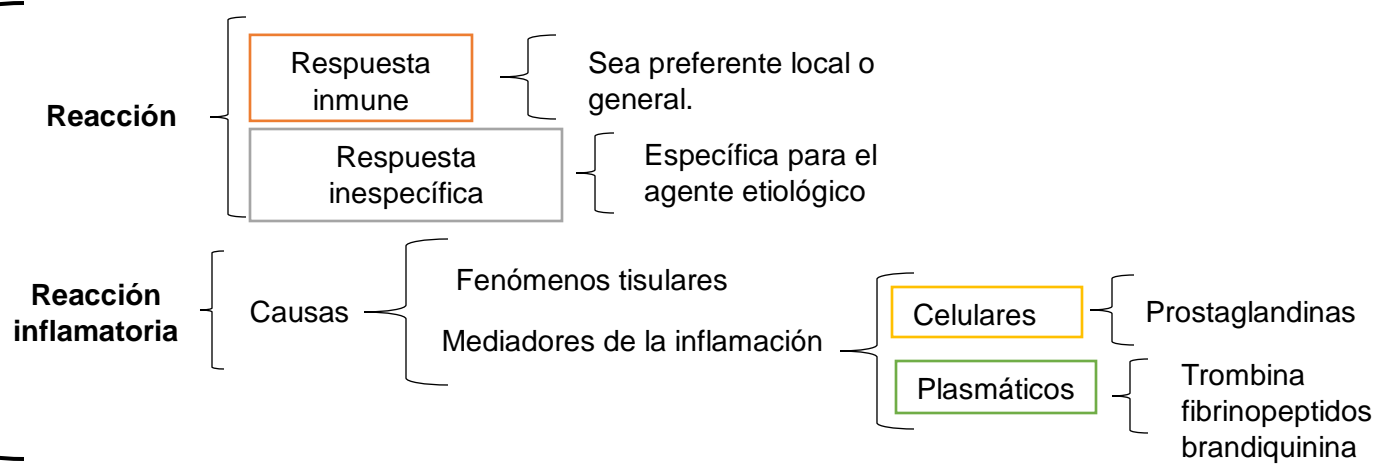 Reacción
Respuesta
inmune
Sea preferente local o
general.
Respuesta
inespecífica
Específica para el
agente etiológico
Reacción
inflamatoria
Causas
Fenómenos tisulares
Mediadores de la inflamación
Celulares
Prostaglandinas
Plasmáticos
Trombina
fibrinopeptidos
brandiquinina